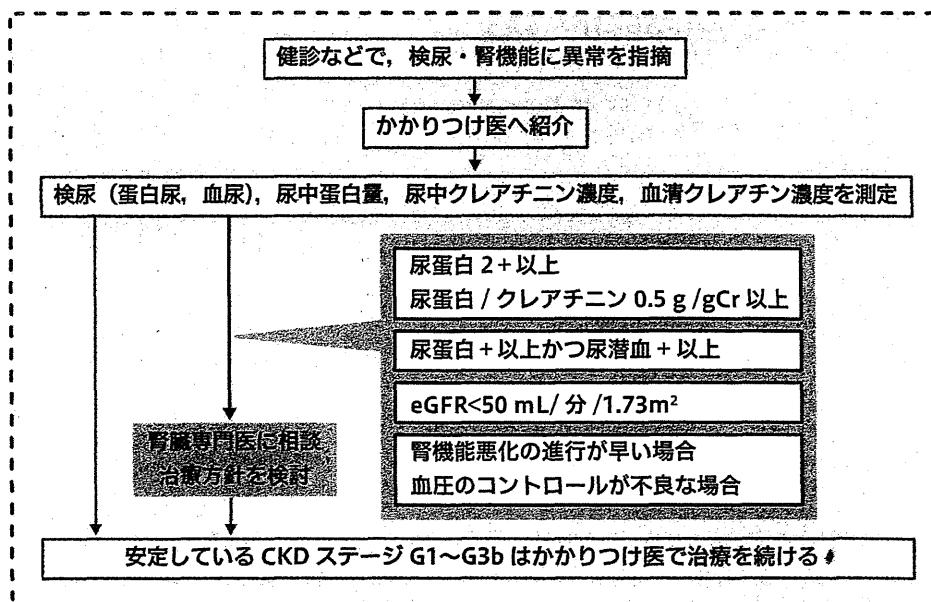 健診などで，検尿・腎機能に異常を指摘
かかりつけ医へ紹介
検尿（蛋白尿，血尿），尿中蛋白量，尿中クレアチニン濃度，血清クレアチン濃度を測定
尿蛋白 2+以上
尿蛋白 / クレアチニン 0.5 g /gCr 以上
尿蛋白 + 以上かつ尿潜血 + 以上
eGFR<50 mL/ 分 /1.73m²
腎機能悪化の進行が早い場合
血圧のコントロールが不良な場合
腎臓専門医に相談
治療方針を検討
安定している CKD ステージ G1〜G3b はかかりつけ医で治療を続ける